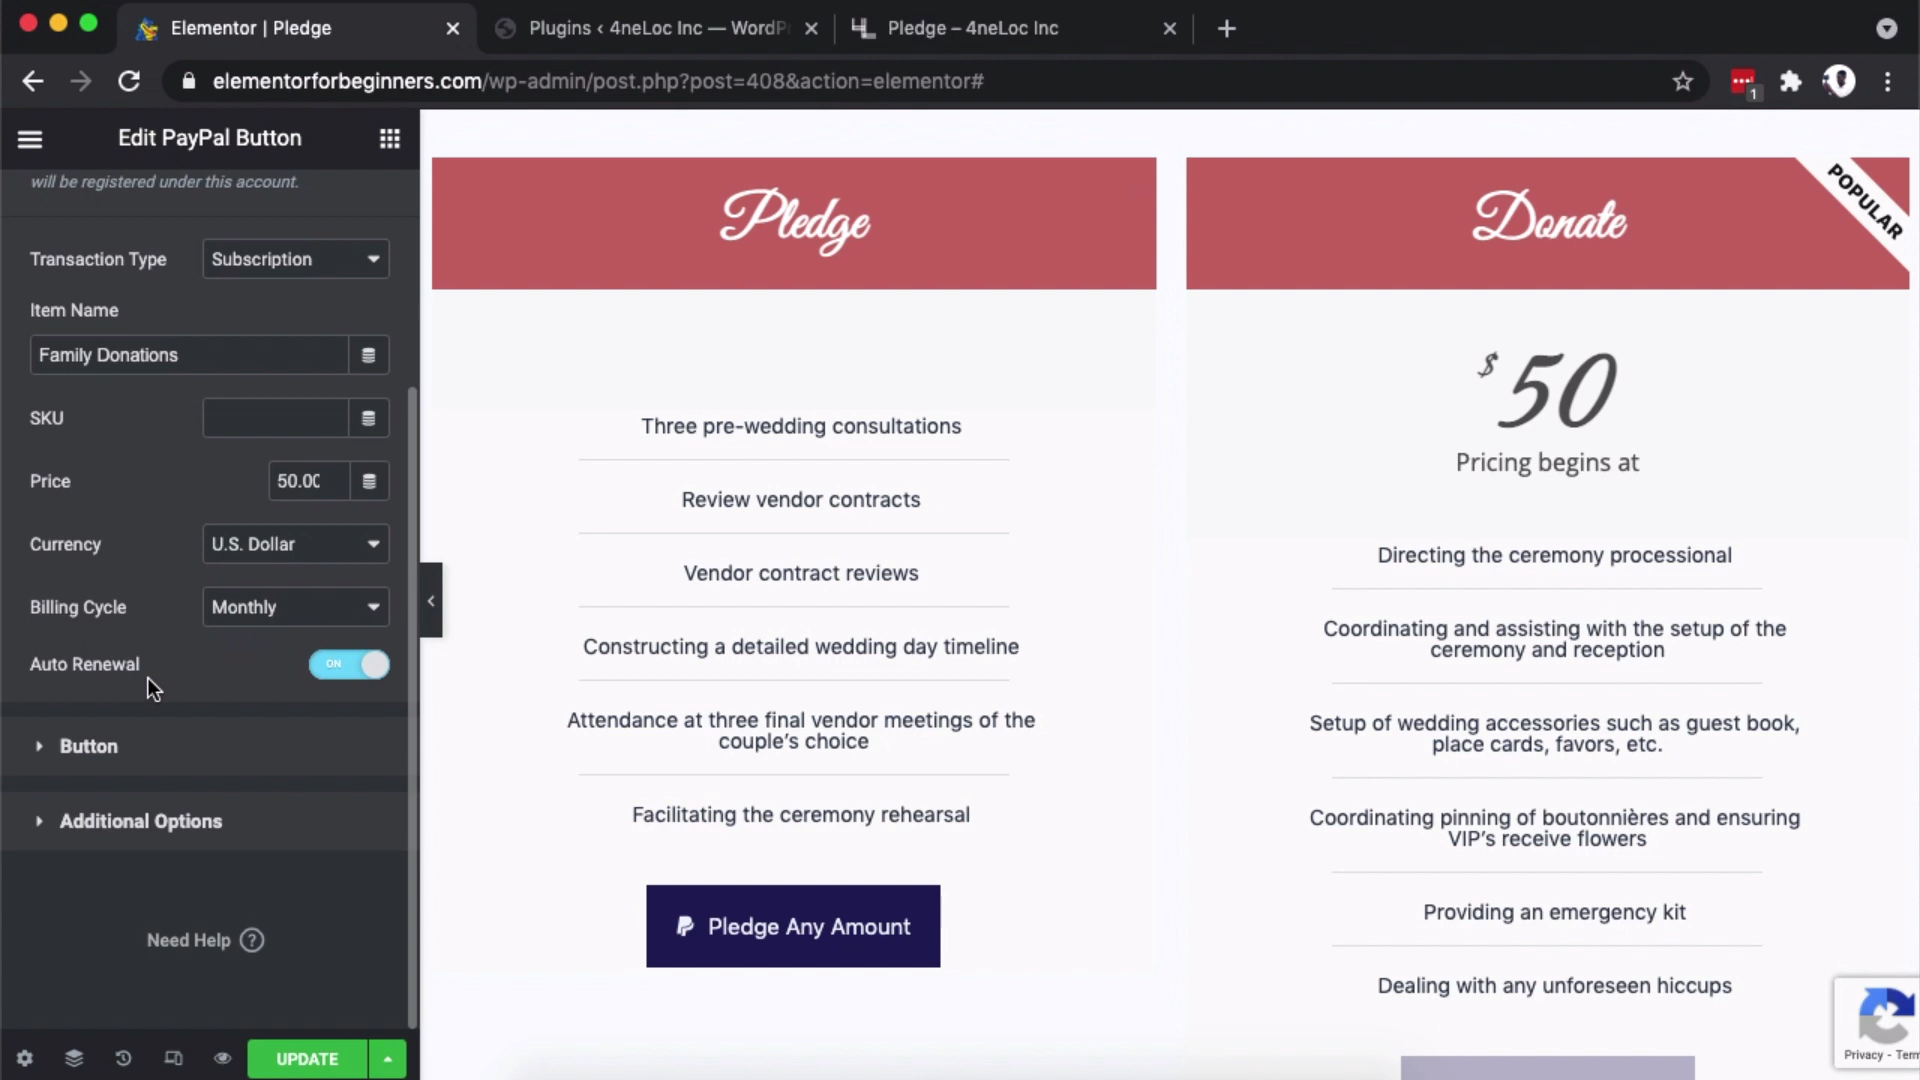 Elementor | Pledge
Plugins < 4neLoc Inc — WordP
Pledge – 4neLoc Inc
elementorforbeginners.com/wp-admin/post.php?post=408&action=elementor#
1
Edit PayPal Button
will be registered under this account.
Transaction Type
Subscription
Item Name
Family Donations
SKU
Price
50.00
Currency
U.S. Dollar
Billing Cycle
Monthly
Auto Renewal
ON
Button
Additional Options
Need Help ?
UPDATE
Pledge
Three pre-wedding consultations
Review vendor contracts
Vendor contract reviews
Constructing a detailed wedding day timeline
Attendance at three final vendor meetings of the
couple's choice
Facilitating the ceremony rehearsal
Pledge Any Amount
Donate
POPULAR
$50
Pricing begins at
Directing the ceremony processional
Coordinating and assisting with the setup of the
ceremony and reception
Setup of wedding accessories such as guest book,
place cards, favors, etc.
Coordinating pinning of boutonnières and ensuring
VIP's receive flowers
Providing an emergency kit
Dealing with any unforeseen hiccups
Privacy - Term